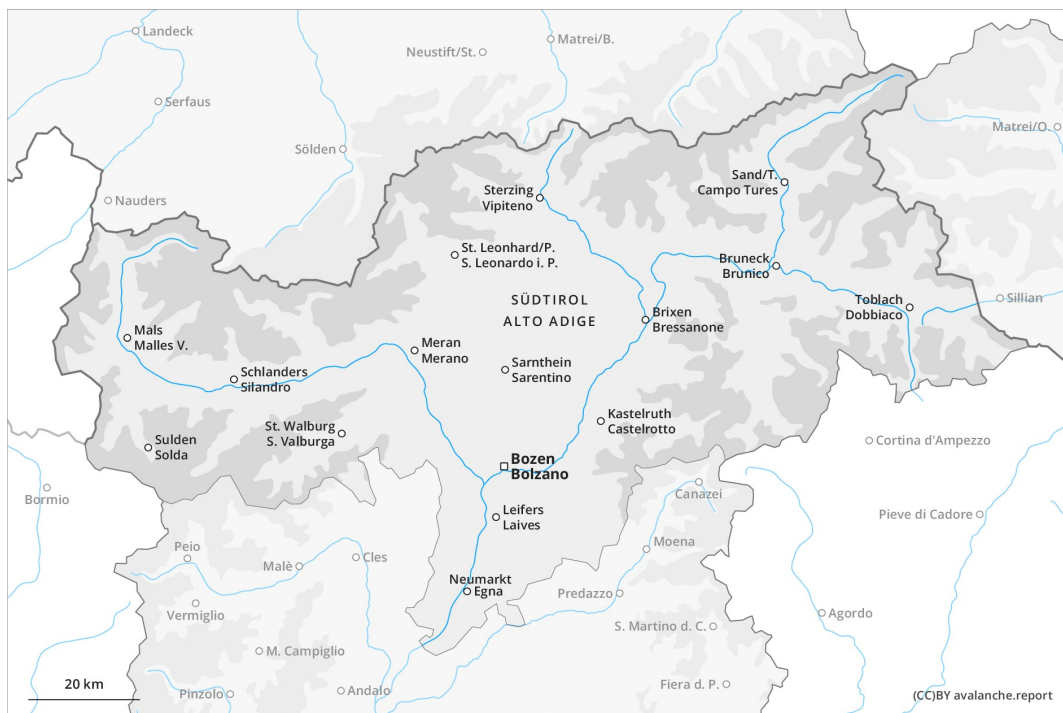 Landeck
Neustift/St.
Matrei/B.
Serfaus
Matrei/O.
Sölden
Sand/T.
Campo Tures
Nauders
Sterzing
Vipiteno
St. Leonhard/P.
S. Leonardo i. P.
Bruneck
Brunico
SÜDTIROL
ALTO ADIGE
Toblach
Dobbiaco
Sillian
Brixen
Bressanone
Mals
Malles V.
Meran
Merano
Schlanders
Silandro
Sarnthein
Sarentino
Kastelruth
Castelrotto
St. Walburg
S. Valburga
Sulden
Solda
Cortina d'Ampezzo
Bozen
Bolzano
Bormio
Canazei
Leifers
Laives
Pieve di Cadore
Peio
Cles
Malè
Moena
Neumarkt
Egna
Predazzo
Vermiglio
Agordo
S. Martino d. C.
M. Campiglio
20 km
Pinzolo
Andalo
Fiera d. P.
(CC)BY avalanche.report